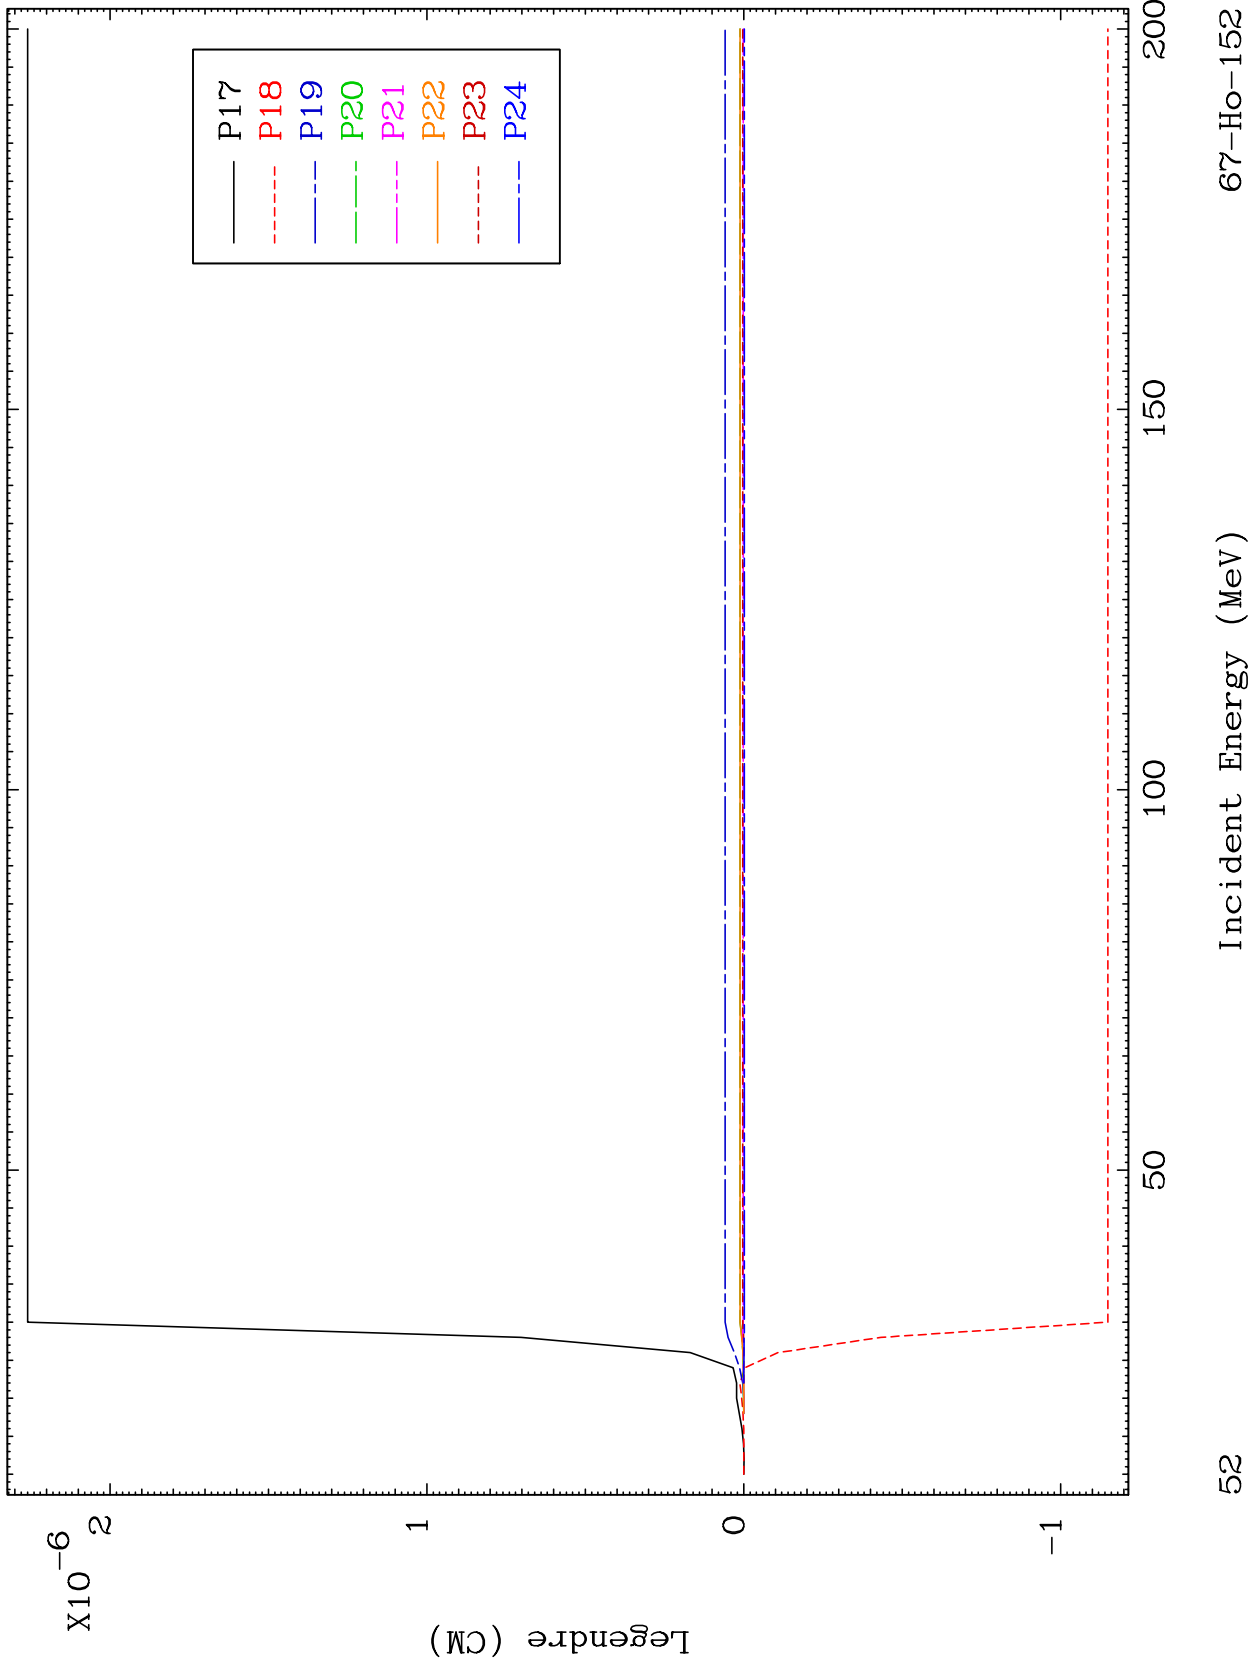 X10⁻⁶
2
1
0
-1
Legendre (CM)
P17
P18
P19
P20
P21
P22
P23
P24
50
100
150
200
52
Incident Energy (MeV)
67-Ho-152